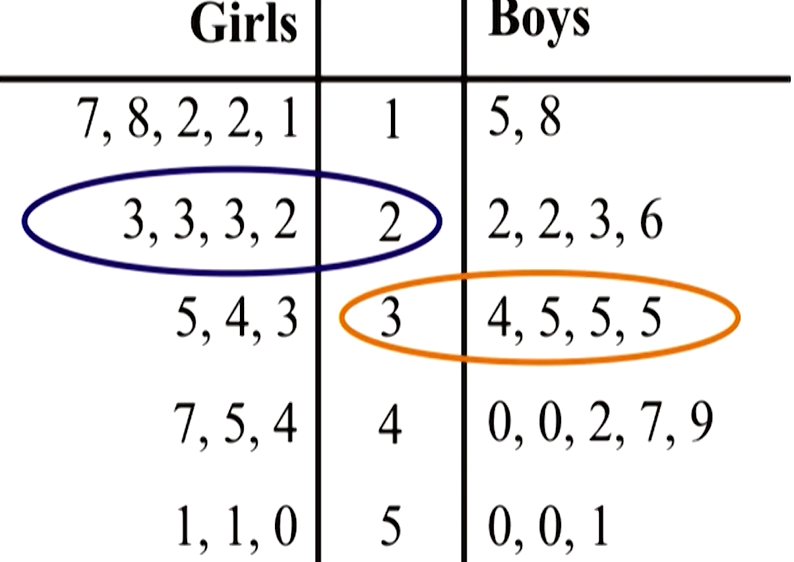 Girls Boys
7, 8, 2, 2, 1 1 5, 8
3, 3, 3, 2 2 2, 2, 3, 6
5, 4, 3 3 4, 5, 5, 5
7, 5, 4 4 0, 0, 2, 7, 9
1, 1, 0 5 0, 0, 1